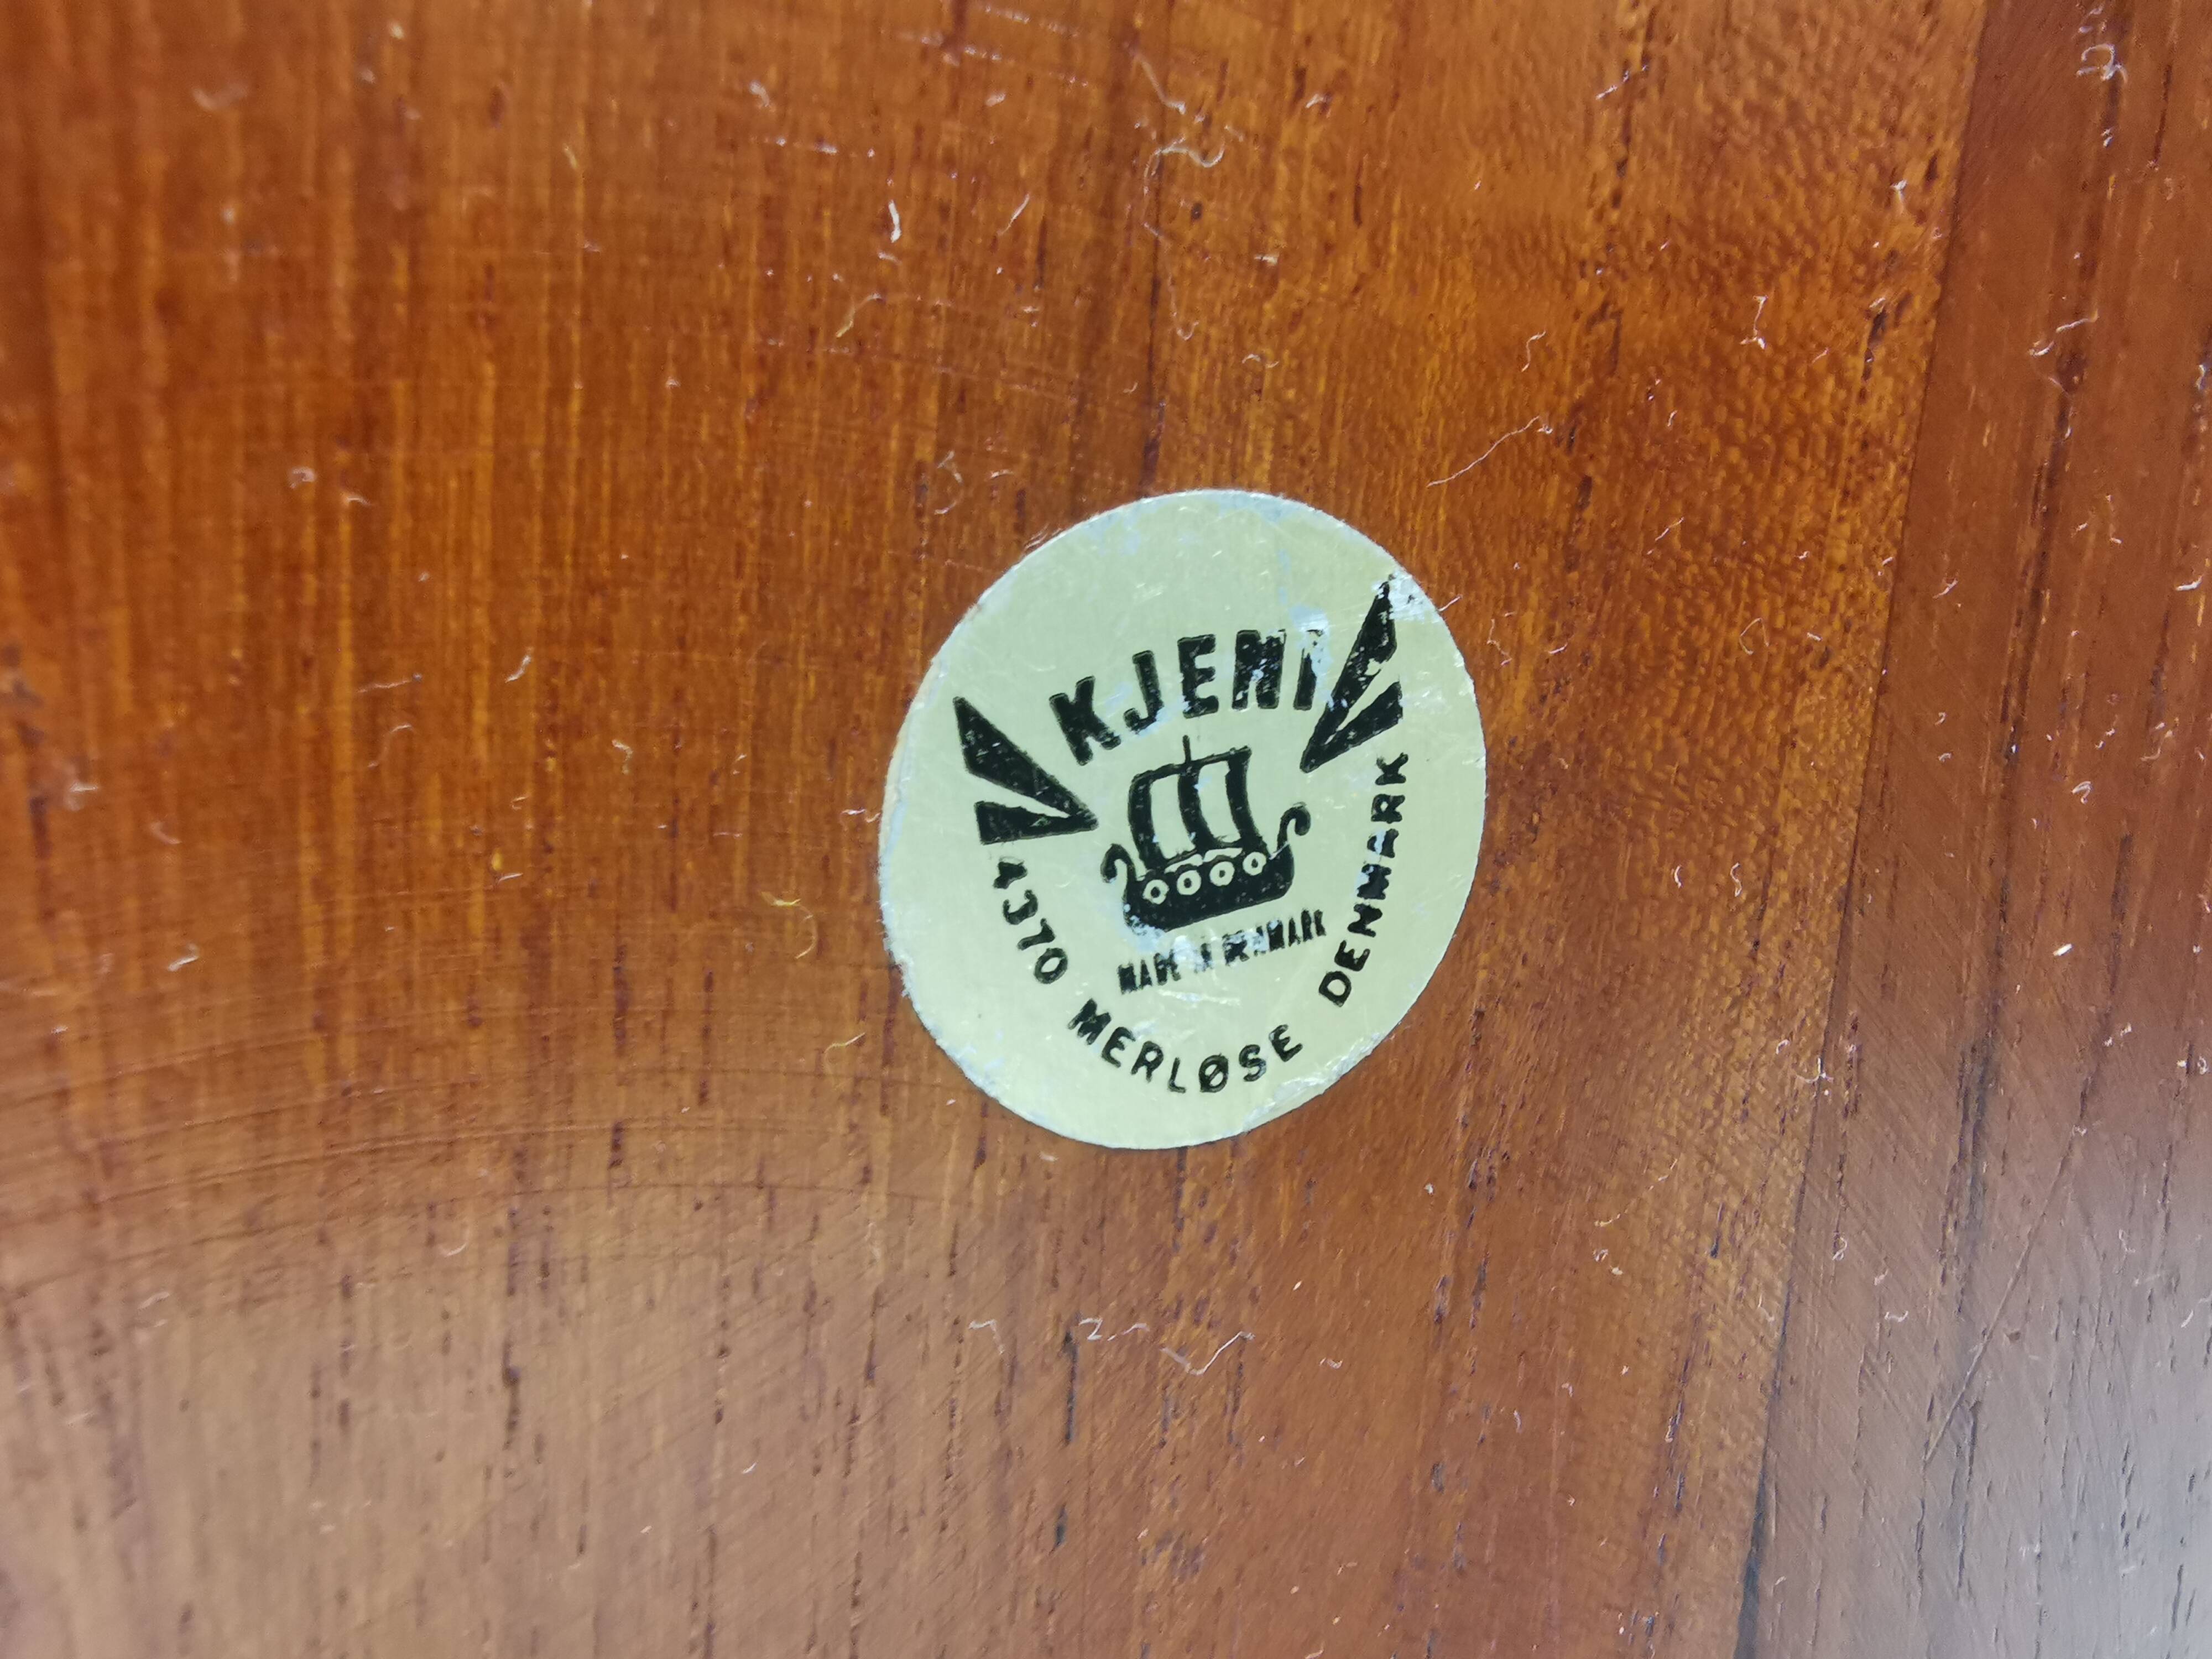 KJENI
MADE IN DENMARK
4370 MERLØSE DENMARK